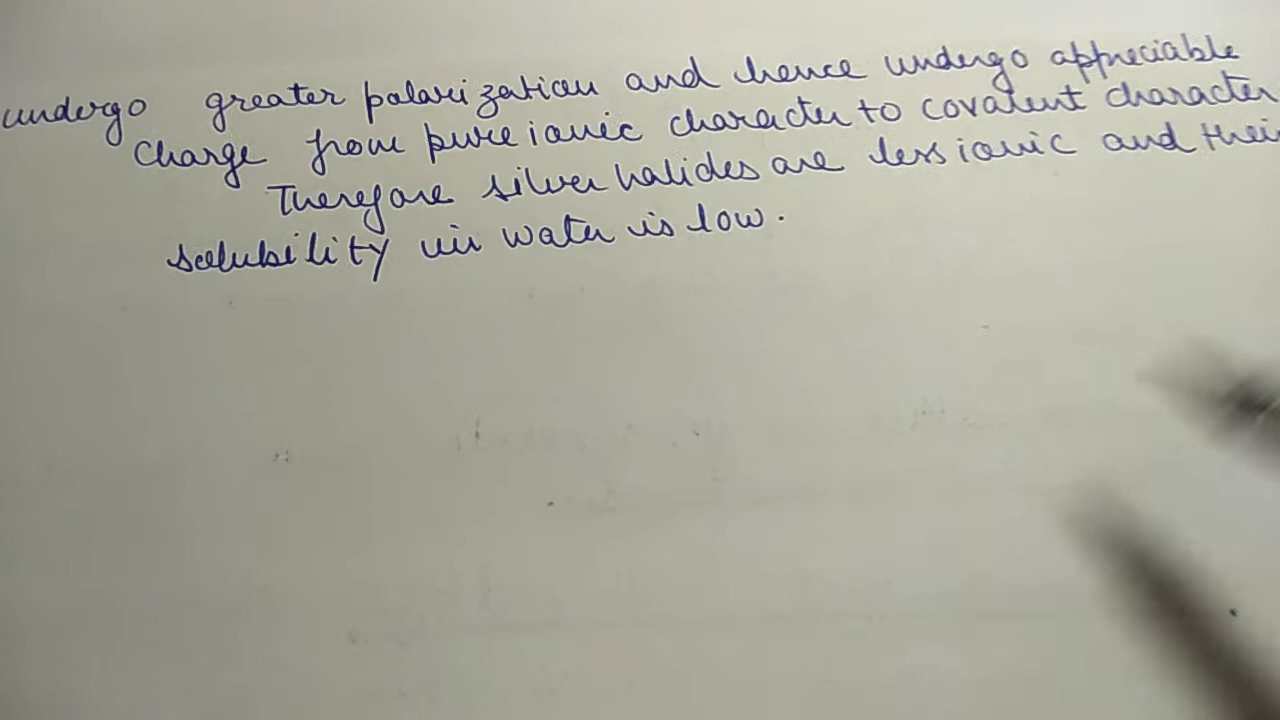 undergo greater polarization and hence undergo appreciable
Charge from pure ionic character to covalent character
Therefore silver halides are less ionic and their
solubility in water is low.